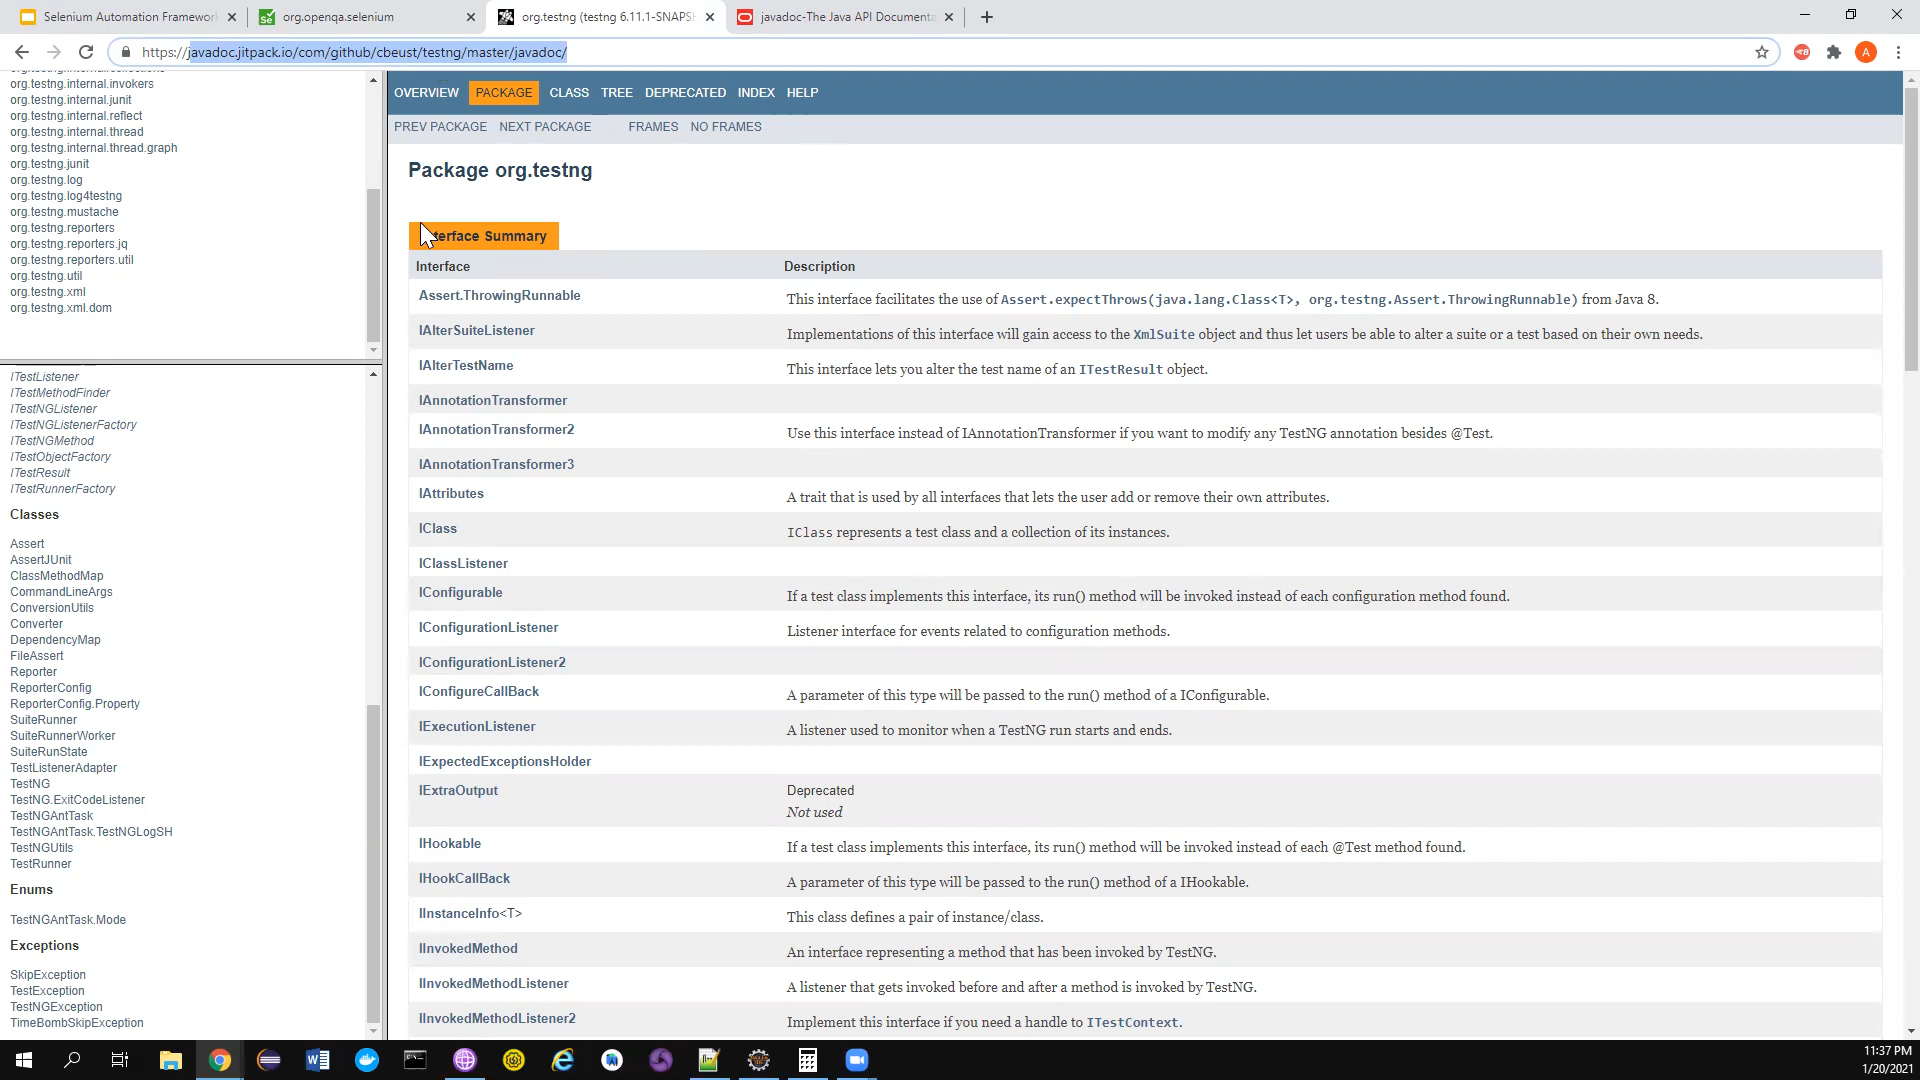 Selenium Automation Framework
org.openqa.selenium
org.testng (testng 6.11.1-SNAPSH
javadoc-The Java API Documenta
https://javadoc.jitpack.io/com/github/cbeust/testng/master/javadoc/
A
org.testng.internal.invokers
org.testng.internal.junit
org.testng.internal.reflect
org.testng.internal.thread
org.testng.internal.thread.graph
org.testng.junit
org.testng.log
org.testng.log4testng
org.testng.mustache
org.testng.reporters
org.testng.reporters.jq
org.testng.reporters.util
org.testng.util
org.testng.xml
org.testng.xml.dom
ITestListener
ITestMethodFinder
ITestNGListener
ITestNGListenerFactory
ITestNGMethod
ITestObjectFactory
ITestResult
ITestRunnerFactory
Classes
Assert
AssertJUnit
ClassMethodMap
CommandLineArgs
ConversionUtils
Converter
DependencyMap
FileAssert
Reporter
ReporterConfig
ReporterConfig.Property
SuiteRunner
SuiteRunnerWorker
SuiteRunState
TestListenerAdapter
TestNG
TestNG.ExitCodeListener
TestNGAntTask
TestNGAntTask.TestNGLogSH
TestNGUtils
TestRunner
Enums
TestNGAntTask.Mode
Exceptions
SkipException
TestException
TestNGException
TimeBombSkipException
OVERVIEW PACKAGE CLASS TREE DEPRECATED INDEX HELP
PREV PACKAGE NEXT PACKAGE FRAMES NO FRAMES
Package org.testng
terface Summary
Interface Description
Assert.ThrowingRunnable This interface facilitates the use of Assert.expectThrows(java.lang.Class<T>, org.testng.Assert.ThrowingRunnable) from Java 8.
IAlterSuiteListener Implementations of this interface will gain access to the XmlSuite object and thus let users be able to alter a suite or a test based on their own needs.
IAlterTestName This interface lets you alter the test name of an ITestResult object.
IAnnotationTransformer
IAnnotationTransformer2 Use this interface instead of IAnnotationTransformer if you want to modify any TestNG annotation besides @Test.
IAnnotationTransformer3
IAttributes A trait that is used by all interfaces that lets the user add or remove their own attributes.
IClass IClass represents a test class and a collection of its instances.
IClassListener
IConfigurable If a test class implements this interface, its run() method will be invoked instead of each configuration method found.
IConfigurationListener Listener interface for events related to configuration methods.
IConfigurationListener2
IConfigureCallBack A parameter of this type will be passed to the run() method of a IConfigurable.
IExecutionListener A listener used to monitor when a TestNG run starts and ends.
IExpectedExceptionsHolder
IExtraOutput Deprecated
Not used
IHookable If a test class implements this interface, its run() method will be invoked instead of each @Test method found.
IHookCallBack A parameter of this type will be passed to the run() method of a IHookable.
IInstanceInfo<T> This class defines a pair of instance/class.
IInvokedMethod An interface representing a method that has been invoked by TestNG.
IInvokedMethodListener A listener that gets invoked before and after a method is invoked by TestNG.
IInvokedMethodListener2 Implement this interface if you need a handle to ITestContext.
11:37 PM
1/20/2021